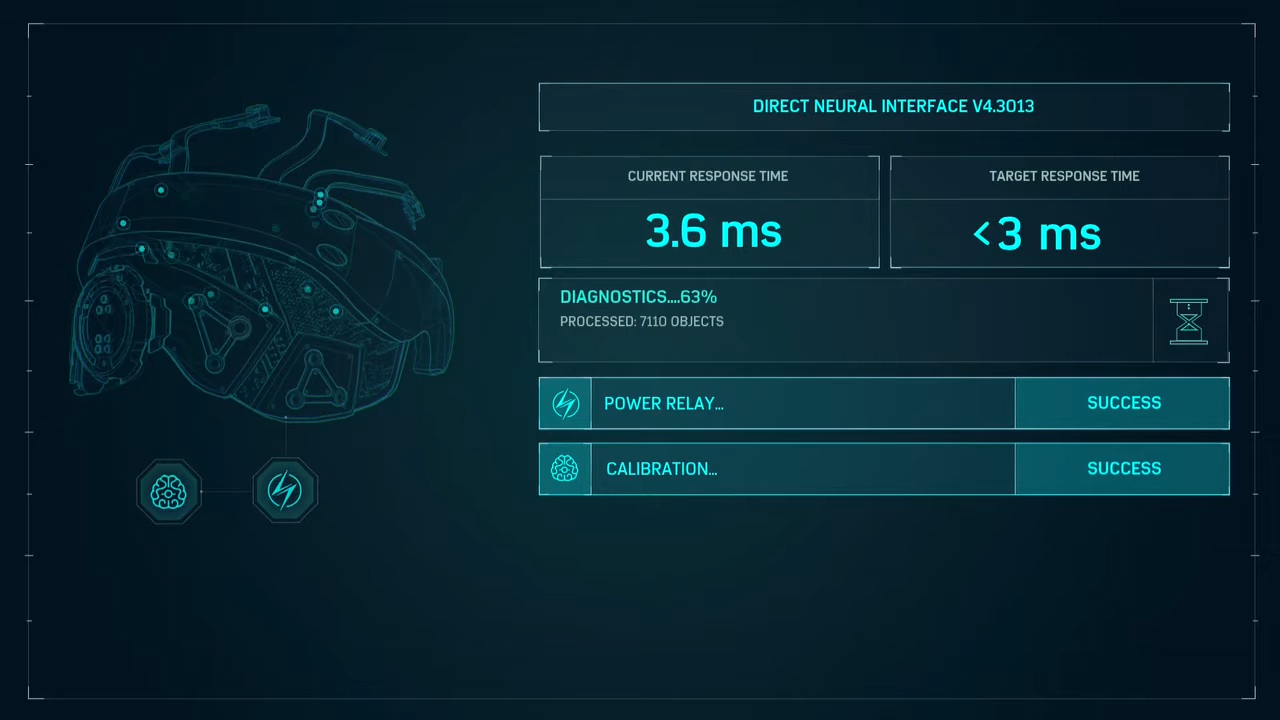 DIRECT NEURAL INTERFACE V4.3013
CURRENT RESPONSE TIME
3.6 ms
TARGET RESPONSE TIME
<3 ms
DIAGNOSTICS....63%
PROCESSED: 7110 OBJECTS
POWER RELAY...
SUCCESS
CALIBRATION...
SUCCESS